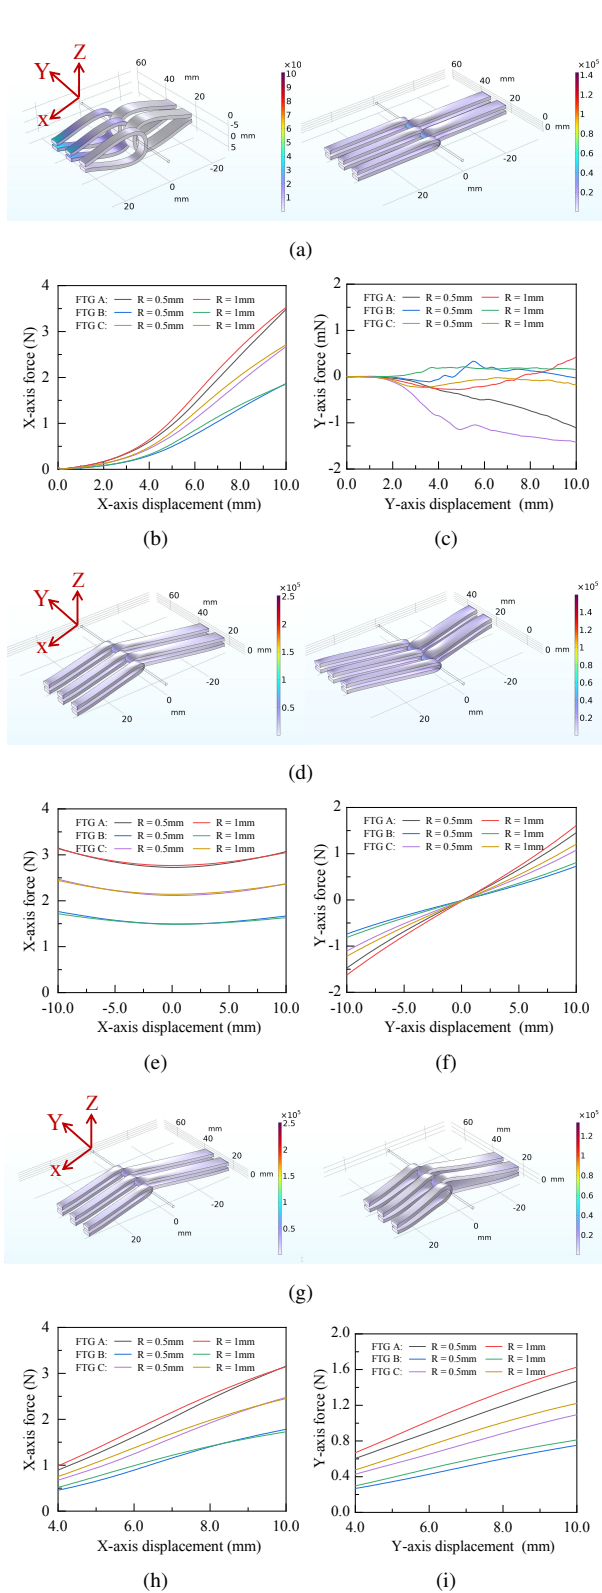 Z
Y
X
60
40
mm
20
0
-5
0 mm
5
-20
0
mm
20
×10
10
9
8
7
6
5
4
3
2
1
60
40
mm
20
0 mm
-20
0
mm
20
×10⁵
1.4
1.2
1
0.8
0.6
0.4
0.2
(a)
4
3
2
1
0
X-axis force (N)
FTG A: R = 0.5mm R = 1mm
FTG B: R = 0.5mm R = 1mm
FTG C: R = 0.5mm R = 1mm
0.0 2.0 4.0 6.0 8.0 10.0
X-axis displacement (mm)
(b)
2
1
0
-1
-2
Y-axis force (mN)
FTG A: R = 0.5mm R = 1mm
FTG B: R = 0.5mm R = 1mm
FTG C: R = 0.5mm R = 1mm
0.0 2.0 4.0 6.0 8.0 10.0
Y-axis displacement (mm)
(c)
Z
Y
X
60
40
mm
20
0 mm
-20
0
mm
20
×10⁵
2.5
2
1.5
1
0.5
60
mm
40
20
0 mm
-20
0
mm
20
×10⁵
1.4
1.2
1
0.8
0.6
0.4
0.2
(d)
4
3
2
1
0
X-axis force (N)
FTG A: R = 0.5mm R = 1mm
FTG B: R = 0.5mm R = 1mm
FTG C: R = 0.5mm R = 1mm
-10.0 -5.0 0.0 5.0 10.0
X-axis displacement (mm)
(e)
2
1
0
-1
-2
Y-axis force (N)
FTG A: R = 0.5mm R = 1mm
FTG B: R = 0.5mm R = 1mm
FTG C: R = 0.5mm R = 1mm
-10.0 -5.0 0.0 5.0 10.0
Y-axis displacement (mm)
(f)
Z
Y
X
60
40
mm
20
0 mm
-20
0
mm
20
×10⁵
2.5
2
1.5
1
0.5
60
mm
40
20
0 mm
-20
0
mm
20
×10⁵
1.2
1
0.8
0.6
0.4
0.2
(g)
4
3
2
1
0
X-axis force (N)
FTG A: R = 0.5mm R = 1mm
FTG B: R = 0.5mm R = 1mm
FTG C: R = 0.5mm R = 1mm
4.0 6.0 8.0 10.0
X-axis displacement (mm)
(h)
2.0
1.6
1.2
0.8
0.4
0.0
Y-axis force (N)
FTG A: R = 0.5mm R = 1mm
FTG B: R = 0.5mm R = 1mm
FTG C: R = 0.5mm R = 1mm
4.0 6.0 8.0 10.0
Y-axis displacement (mm)
(i)